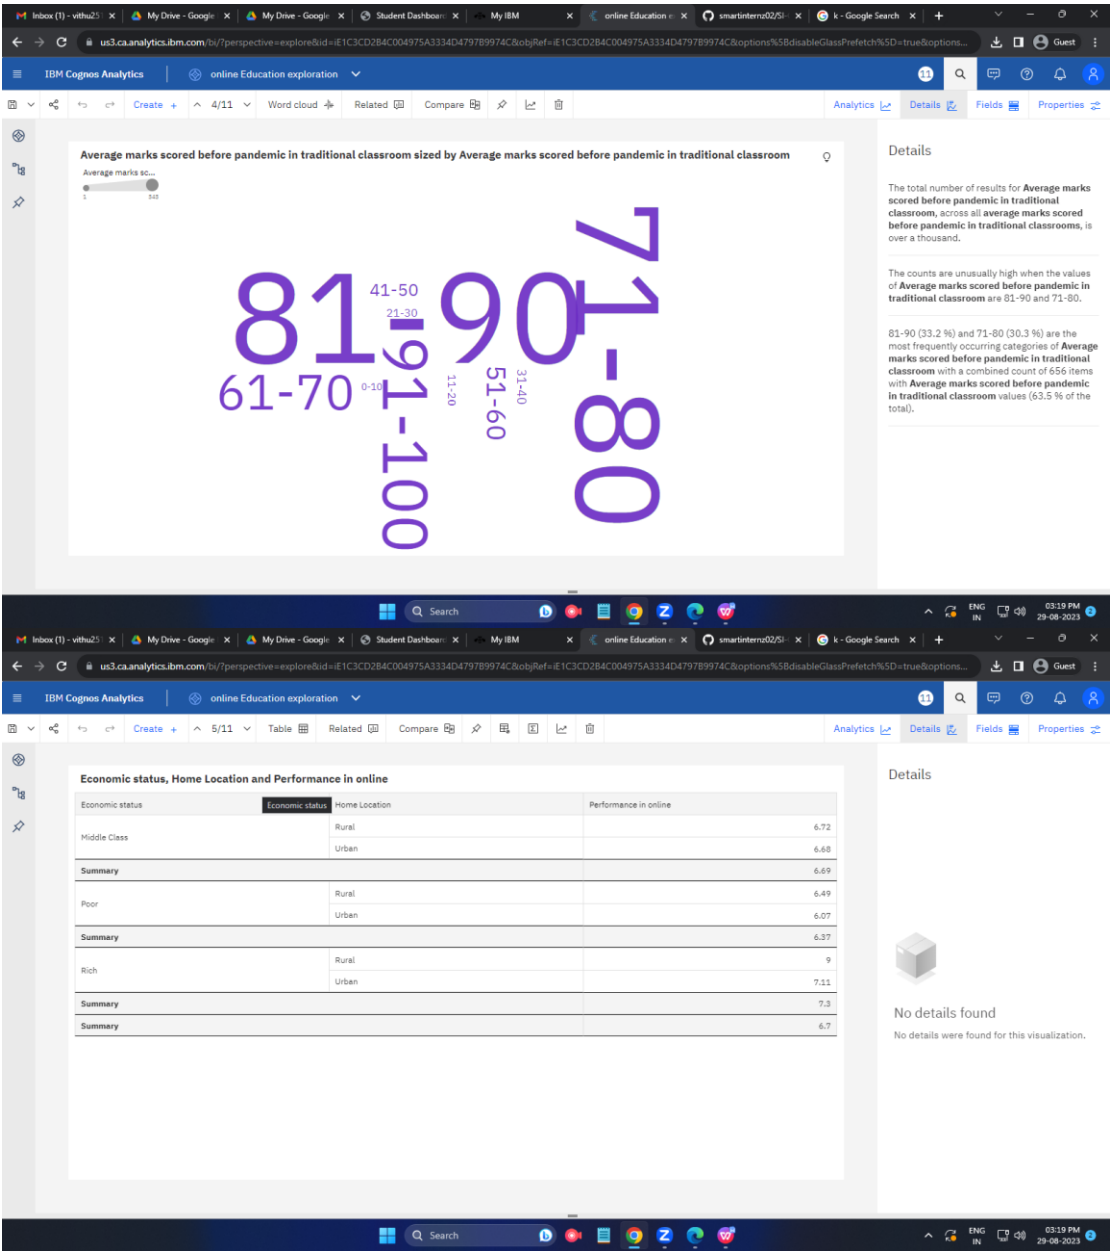 Inbox (1) - vithu25 My Drive - Google My Drive - Google Student Dashboard My IBM online Education e smartinternz02/SI- k - Google Search
us3.ca.analytics.ibm.com/bi/?perspective=explore&id=iE1C3CD2B4C004975A3334D4797B9974C&objRef=iE1C3CD2B4C004975A3334D4797B9974C&options%5BdisableGlassPrefetch%5D=true&options... Guest
IBM Cognos Analytics online Education exploration 11
Create + 4/11 Word cloud Related Compare Analytics Details Fields Properties
Average marks scored before pandemic in traditional classroom sized by Average marks scored before pandemic in traditional classroom
Average marks sc...
1 343
81-90
71-80
41-50
21-30
61-70
0-10
91-100
11-20
51-60
31-40
Details
The total number of results for Average marks
scored before pandemic in traditional
classroom, across all average marks scored
before pandemic in traditional classrooms, is
over a thousand.
The counts are unusually high when the values
of Average marks scored before pandemic in
traditional classroom are 81-90 and 71-80.
81-90 (33.2 %) and 71-80 (30.3 %) are the
most frequently occurring categories of Average
marks scored before pandemic in traditional
classroom with a combined count of 656 items
with Average marks scored before pandemic
in traditional classroom values (63.5 % of the
total).
Search ENG IN 03:19 PM 29-08-2023 2
Inbox (1) - vithu25 My Drive - Google My Drive - Google Student Dashboard My IBM online Education e smartinternz02/SI- k - Google Search
us3.ca.analytics.ibm.com/bi/?perspective=explore&id=iE1C3CD2B4C004975A3334D4797B9974C&objRef=iE1C3CD2B4C004975A3334D4797B9974C&options%5BdisableGlassPrefetch%5D=true&options... Guest
IBM Cognos Analytics online Education exploration 11
Create + 5/11 Table Related Compare Analytics Details Fields Properties
Economic status, Home Location and Performance in online
Economic status Economic status Home Location Performance in online
Middle Class Rural 6.72
Urban 6.68
Summary 6.69
Poor Rural 6.49
Urban 6.07
Summary 6.37
Rich Rural 9
Urban 7.11
Summary 7.3
Summary 6.7
Details
No details found
No details were found for this visualization.
Search ENG IN 03:19 PM 29-08-2023 2